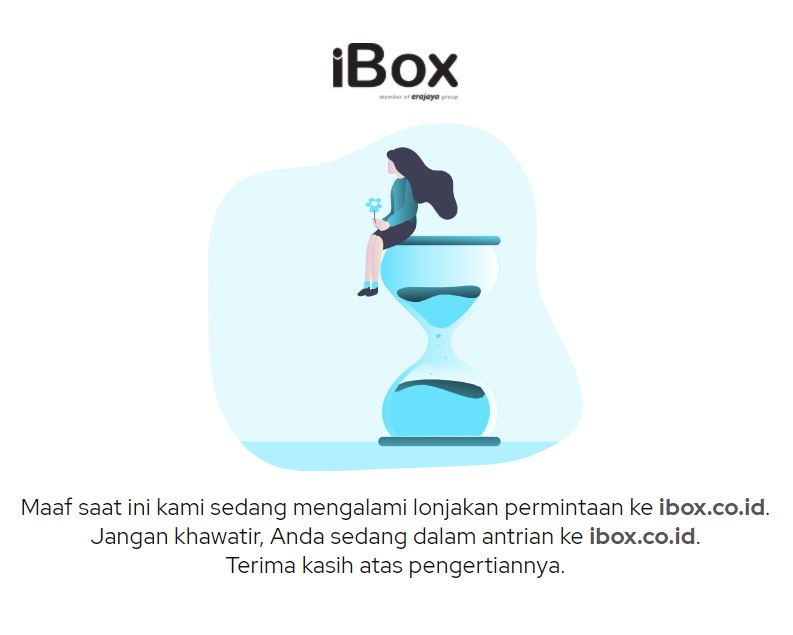 iBox
member of erajaya group
Maaf saat ini kami sedang mengalami lonjakan permintaan ke ibox.co.id.
Jangan khawatir, Anda sedang dalam antrian ke ibox.co.id.
Terima kasih atas pengertiannya.